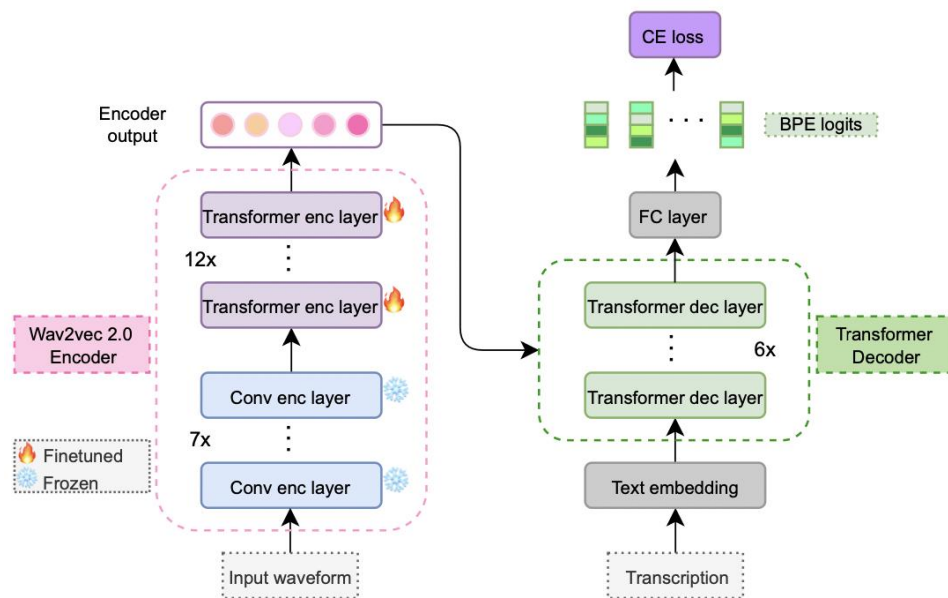 CE loss
Encoder
output
BPE logits
Transformer enc layer
FC layer
12x
Transformer enc layer
Transformer dec layer
Wav2vec 2.0
Encoder
6x
Transformer
Decoder
Conv enc layer
Transformer dec layer
7x
Finetuned
Frozen
Conv enc layer
Text embedding
Input waveform
Transcription